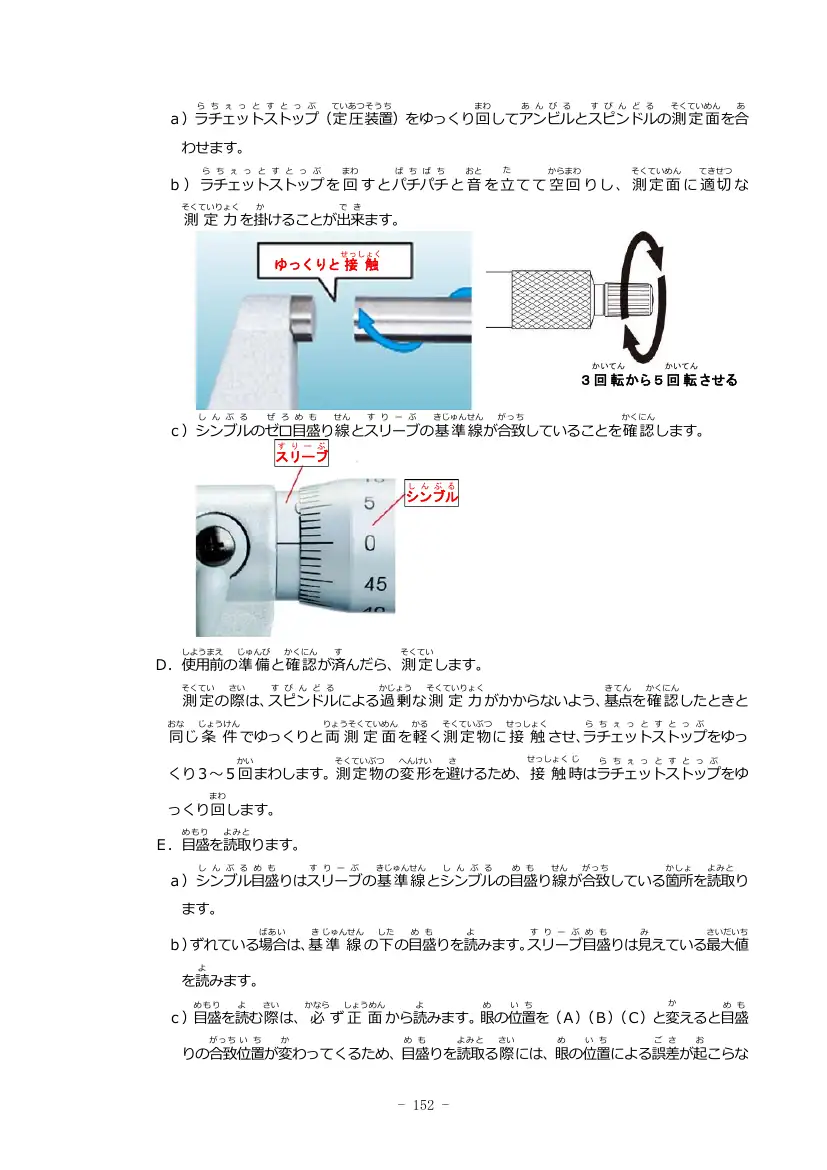 a）ラチェットストップ（定圧装置）をゆっくり回してアンビルとスピンドルの測定面を合
わせます。
b）ラチェットストップを回すとパチパチと音を立てて空回りし、測定面に適切な
測定力を掛けることが出来ます。
ゆっくりと接触
３回転から５回転させる
c）シンブルのゼロ目盛り線とスリーブの基準線が合致していることを確認します。
スリーブ
シンブル
5
0
45
D．使用前の準備と確認が済んだら、測定します。
測定の際は、スピンドルによる過剰な測定力がかからないよう、基点を確認したときと
同じ条件でゆっくりと両測定面を軽く測定物に接触させ、ラチェットストップをゆっ
くり３～５回まわします。測定物の変形を避けるため、接触時はラチェットストップをゆ
っくり回します。
E．目盛を読取ります。
a）シンブル目盛りはスリーブの基準線とシンブルの目盛り線が合致している箇所を読取り
ます。
b)ずれている場合は、基準線の下の目盛りを読みます。スリーブ目盛りは見えている最大値
を読みます。
c）目盛を読む際は、必ず正面から読みます。眼の位置を（A）（B）（C）と変えると目盛
りの合致位置が変わってくるため、目盛りを読取る際には、眼の位置による誤差が起こらな
- 152 -